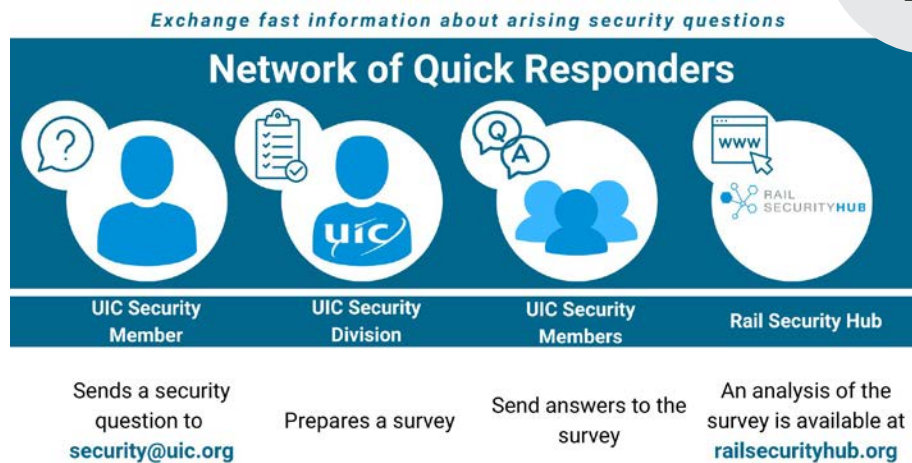 Exchange fast information about arising security questions
Network of Quick Responders
?
Q
A
www
uic
RAIL
SECURITYHUB
UIC Security
Member
UIC Security
Division
UIC Security
Members
Rail Security Hub
Sends a security
question to
security@uic.org
Prepares a survey
Send answers to the
survey
An analysis of the
survey is available at
railsecurityhub.org